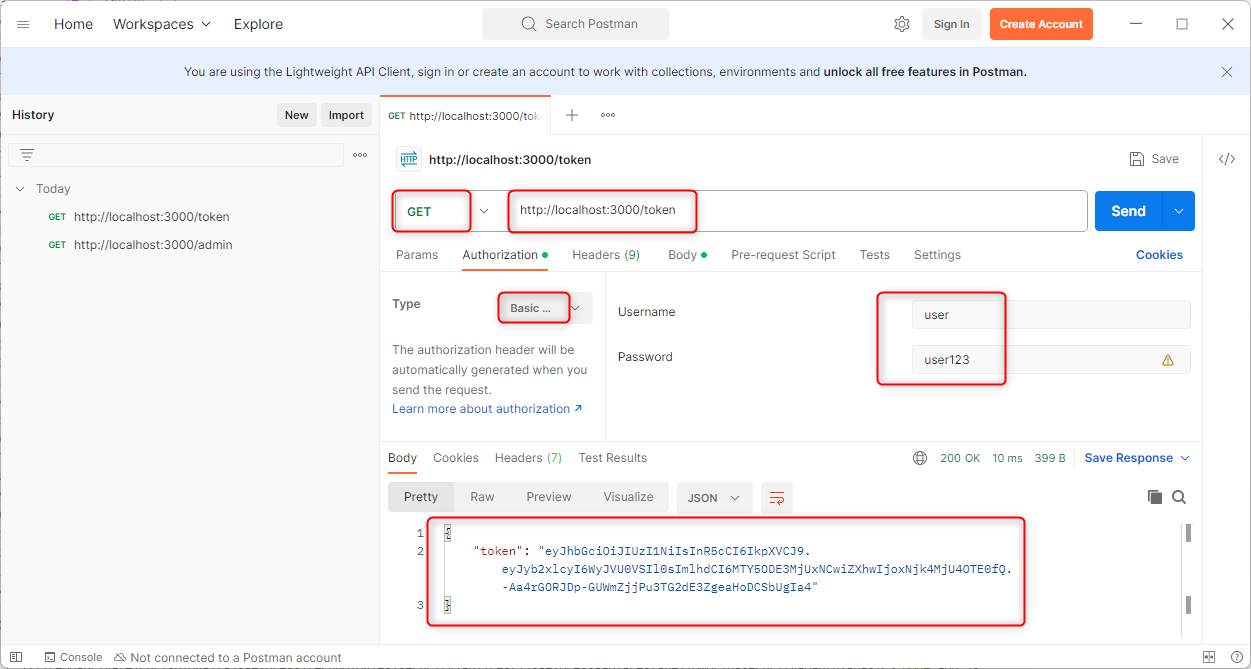 Home Workspaces Explore Search Postman Sign In Create Account
You are using the Lightweight API Client, sign in or create an account to work with collections, environments and unlock all free features in Postman.
History New Import
Today
GET http://localhost:3000/token
GET http://localhost:3000/admin
GET http://localhost:3000/tok
HTTP http://localhost:3000/token Save
GET http://localhost:3000/token Send
Params Authorization Headers (9) Body Pre-request Script Tests Settings Cookies
Type Basic ...
The authorization header will be
automatically generated when you
send the request.
Learn more about authorization ↗
Username user
Password user123
Body Cookies Headers (7) Test Results 200 OK 10 ms 399 B Save Response
Pretty Raw Preview Visualize JSON
1 {
2 "token": "eyJhbGciOiJIUzI1NiIsInR5cCI6IkpXVCJ9.
eyJyb2xlcyI6WyJVU0VSIl0sImlhdCI6MTY5ODE3MjUxNCwiZXhwIjoxNjk4MjU4OTE0fQ.
-Aa4rGORJDp-GUWmZjjPu3TG2dE3ZgeaHoDCSbUgIa4"
3 }
Console Not connected to a Postman account